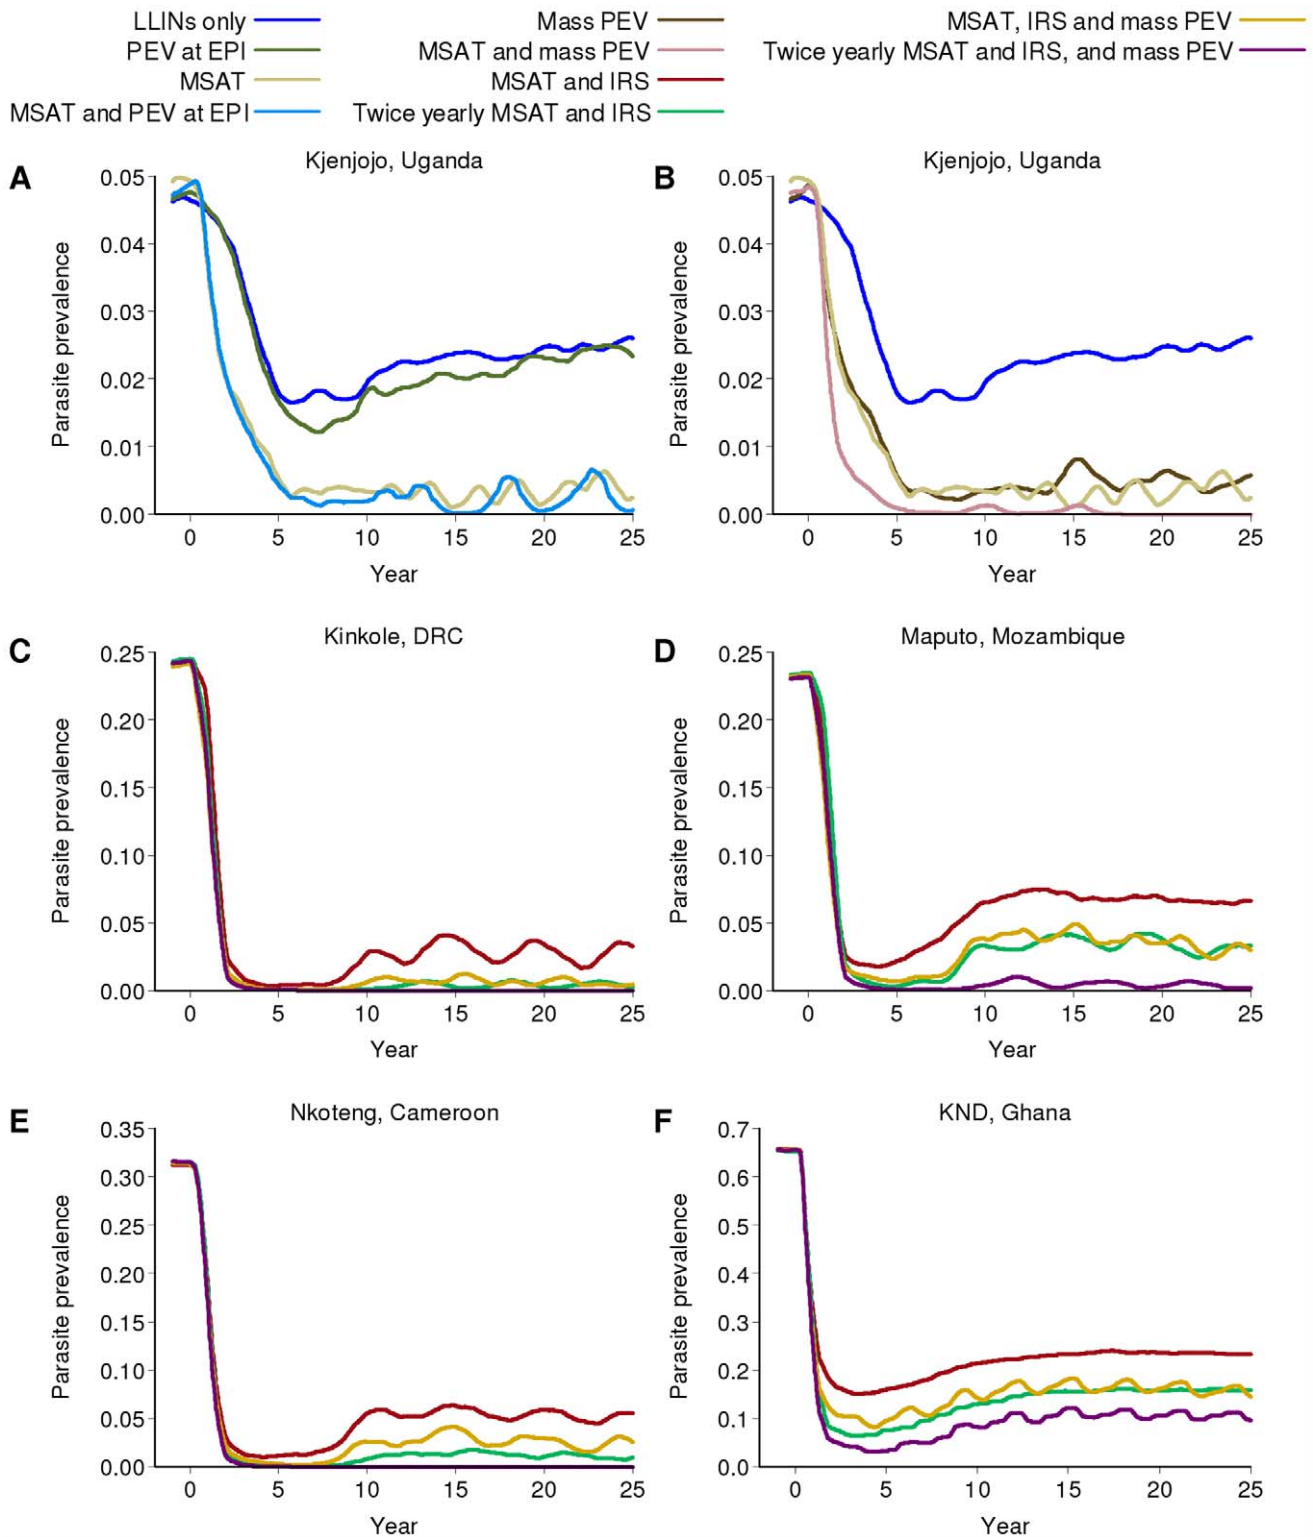 LLINs only
PEV at EPI
MSAT
MSAT and PEV at EPI
Mass PEV
MSAT and mass PEV
MSAT and IRS
Twice yearly MSAT and IRS
MSAT, IRS and mass PEV
Twice yearly MSAT and IRS, and mass PEV
A
Kjenjojo, Uganda
Parasite prevalence
0.05
0.04
0.03
0.02
0.01
0.00
0 5 10 15 20 25
Year
B
Kjenjojo, Uganda
Parasite prevalence
0.05
0.04
0.03
0.02
0.01
0.00
0 5 10 15 20 25
Year
C
Kinkole, DRC
Parasite prevalence
0.25
0.20
0.15
0.10
0.05
0.00
0 5 10 15 20 25
Year
D
Maputo, Mozambique
Parasite prevalence
0.25
0.20
0.15
0.10
0.05
0.00
0 5 10 15 20 25
Year
E
Nkoteng, Cameroon
Parasite prevalence
0.35
0.30
0.25
0.20
0.15
0.10
0.05
0.00
0 5 10 15 20 25
Year
F
KND, Ghana
Parasite prevalence
0.7
0.6
0.5
0.4
0.3
0.2
0.1
0.0
0 5 10 15 20 25
Year